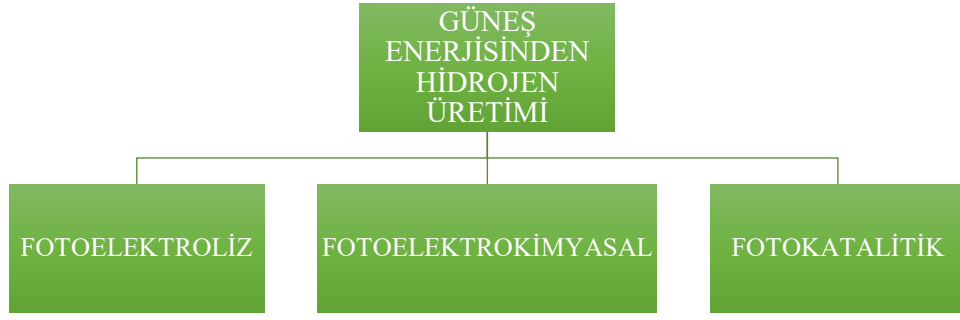 GÜNEŞ
ENERJİSİNDEN
HİDROJEN
ÜRETİMİ
FOTOELEKTROLİZ
FOTOELEKTROKİMYASAL
FOTOKATALİTİK